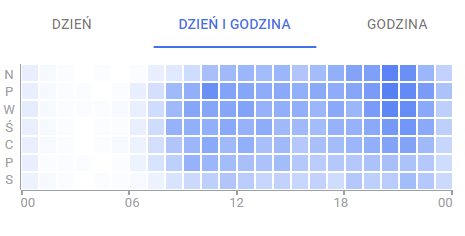 DZIEŃ DZIEŃ I GODZINA GODZINA
N
P
W
Ś
C
P
S
00 06 12 18 00